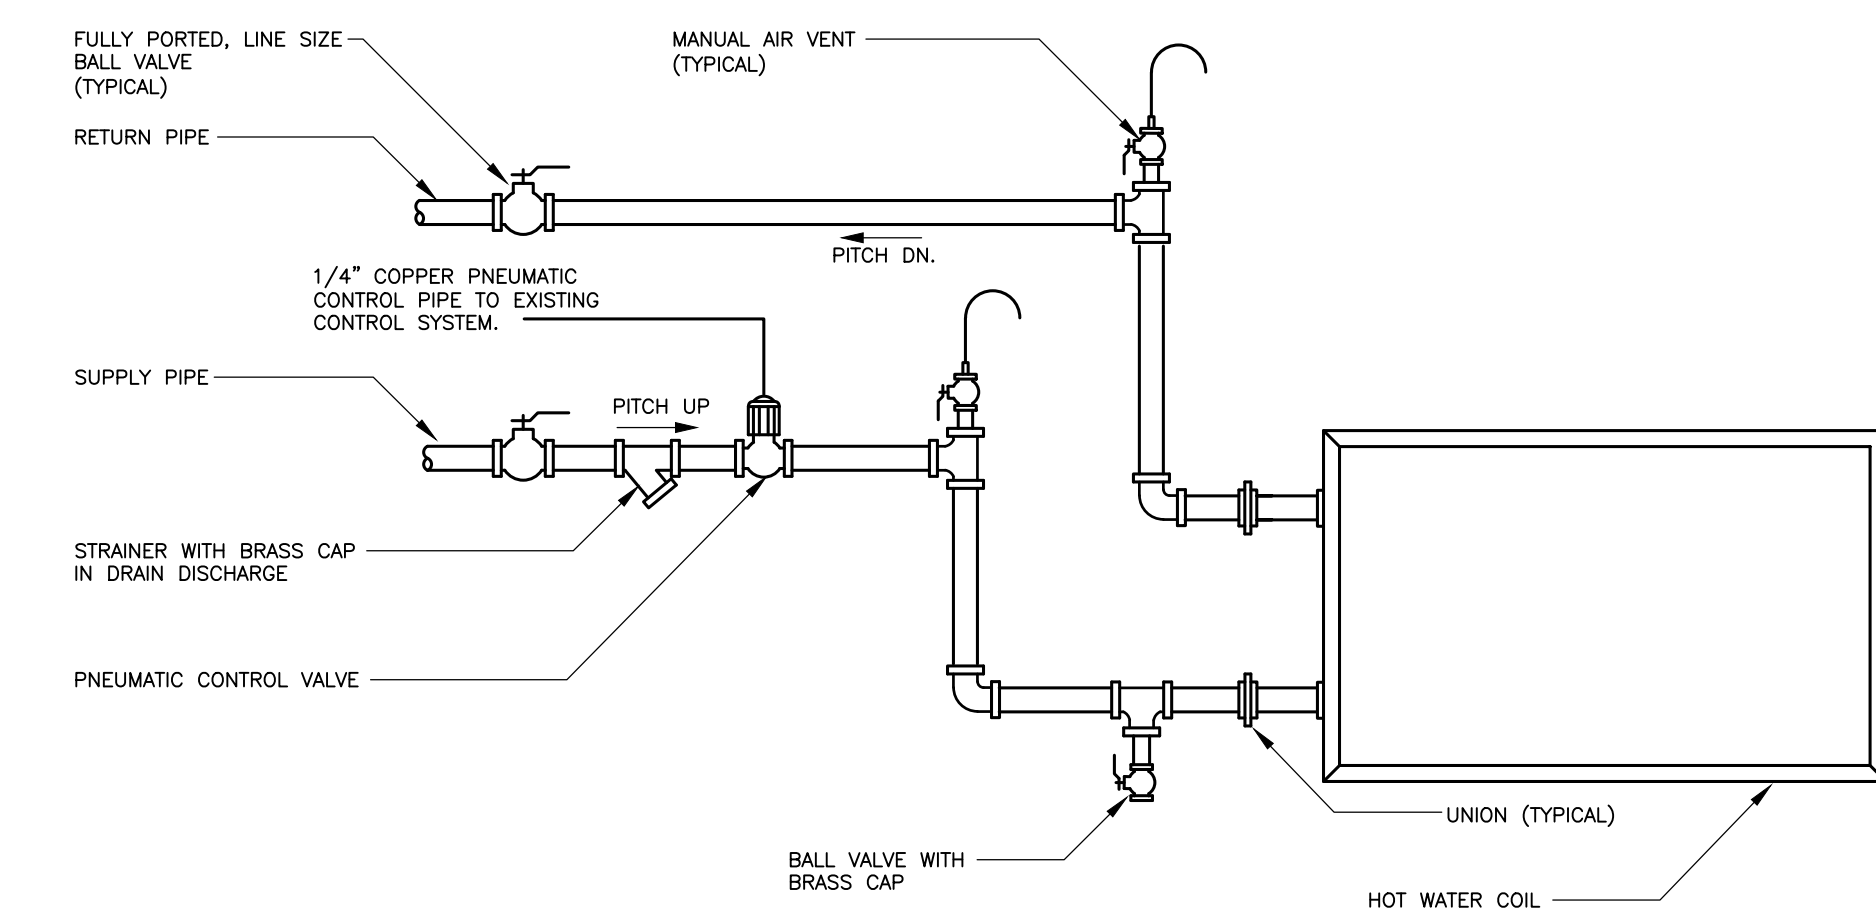 FULLY PORTED, LINE SIZE
BALL VALVE
(TYPICAL)
MANUAL AIR VENT
(TYPICAL)
RETURN PIPE
PITCH DN.
1/4” COPPER PNEUMATIC
CONTROL PIPE TO EXISTING
CONTROL SYSTEM.
SUPPLY PIPE
PITCH UP
STRAINER WITH BRASS CAP
IN DRAIN DISCHARGE
PNEUMATIC CONTROL VALVE
UNION (TYPICAL)
BALL VALVE WITH
BRASS CAP
HOT WATER COIL